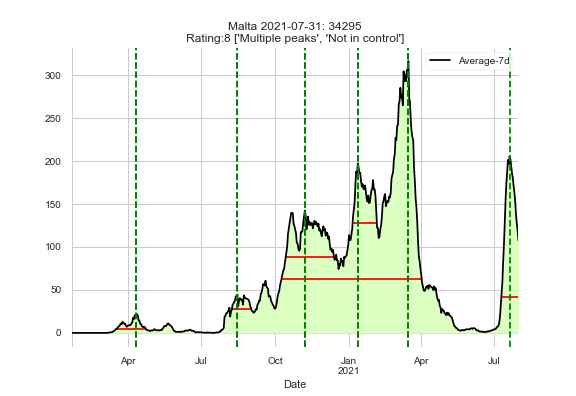 Malta 2021-07-31: 34295
Rating:8 ['Multiple peaks', 'Not in control']
Average-7d
300
250
200
150
100
50
0
Apr
Jul
Oct
Jan
2021
Apr
Jul
Date